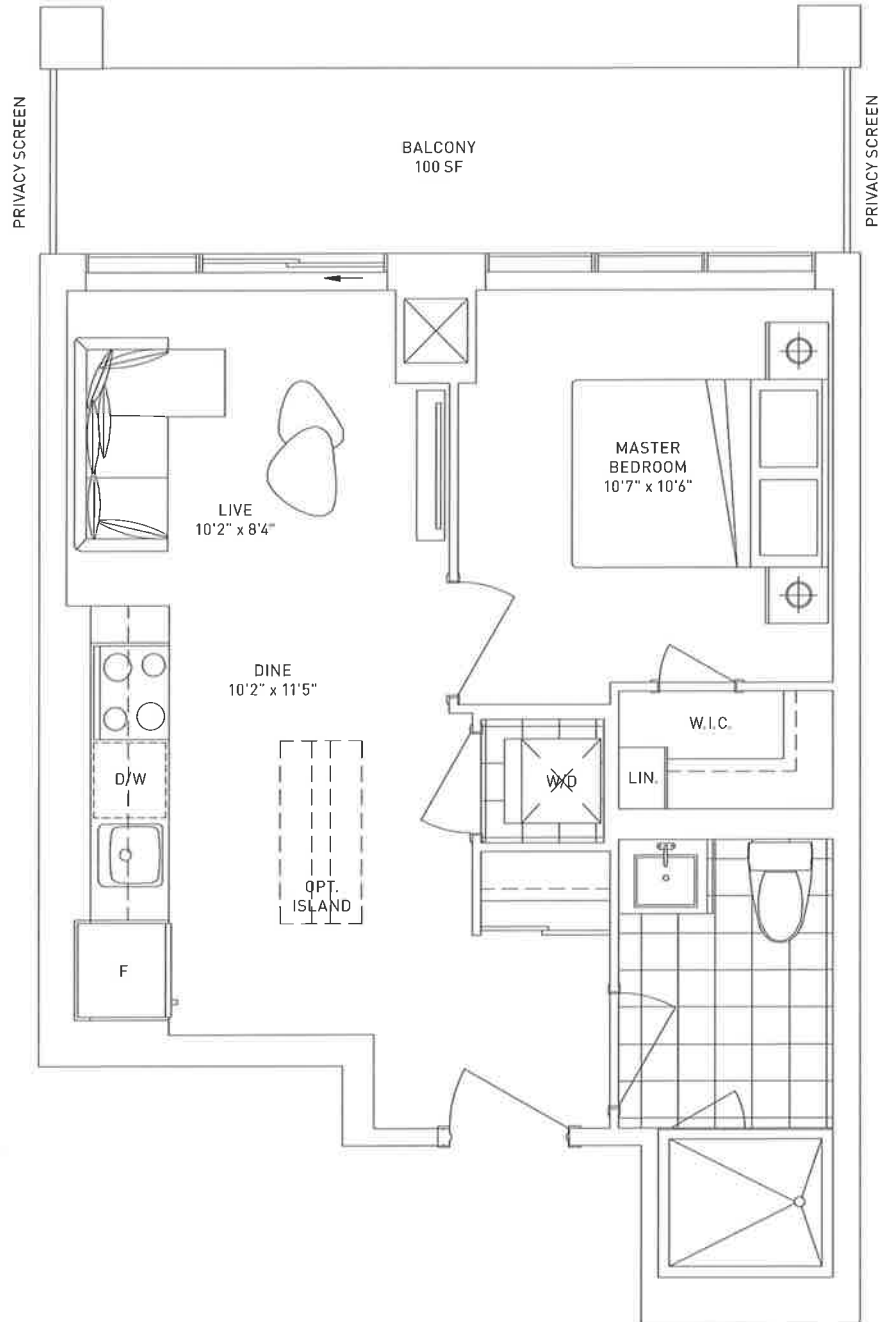 PRIVACY SCREEN
PRIVACY SCREEN
BALCONY
100 SF
MASTER
BEDROOM
10'7" x 10'6"
LIVE
10'2" x 8'4"
DINE
10'2" x 11'5"
W.I.C.
D/W
W/D
LIN.
OPT.
ISLAND
F